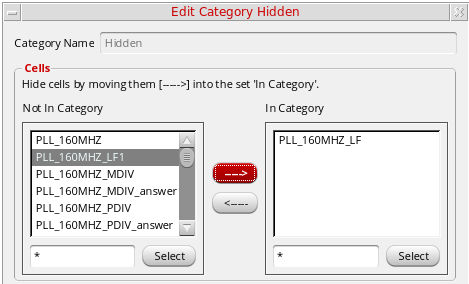 Edit Category Hidden
Category Name Hidden
Cells
Hide cells by moving them [----->] into the set 'In Category'.
Not In Category
In Category
PLL_160MHZ
PLL_160MHZ_LF1
PLL_160MHZ_MDIV
PLL_160MHZ_MDIV_answer
PLL_160MHZ_PDIV
PLL_160MHZ_PDIV_answer
---->
<-----
PLL_160MHZ_LF
* Select
* Select